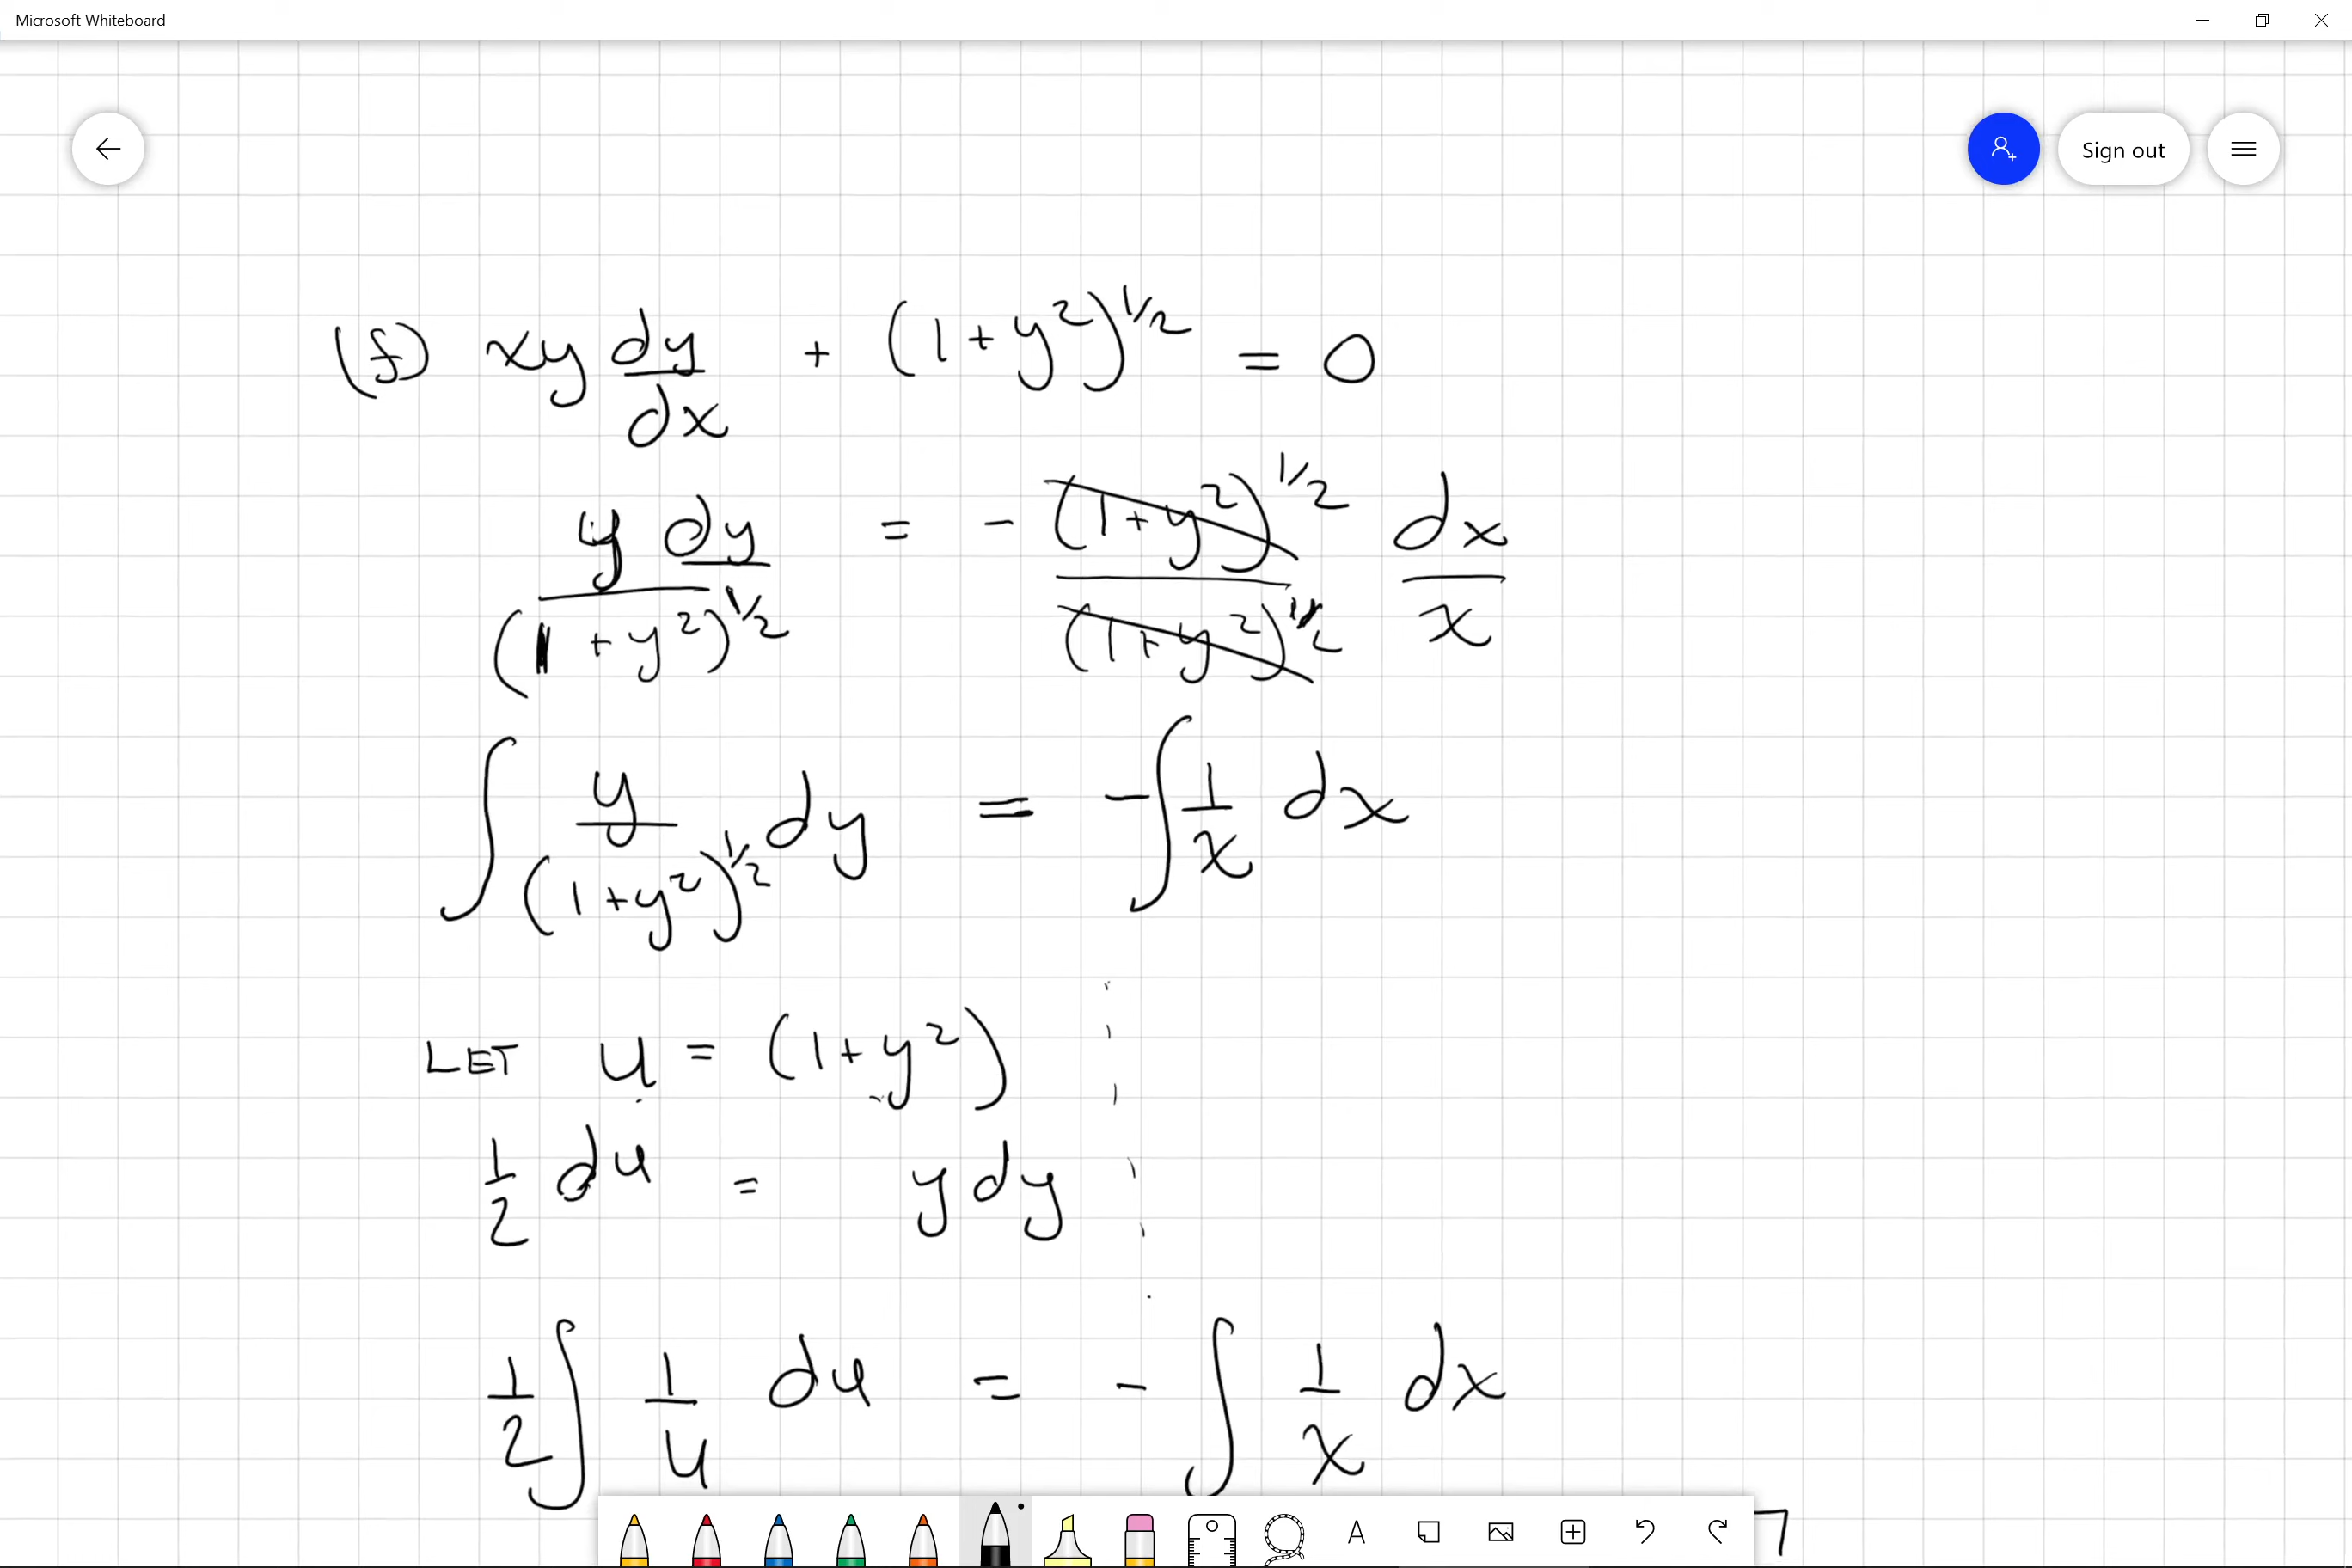 Microsoft Whiteboard
Sign out
(f) xy dy/dx + (1+y²)^1/2 = 0
y dy/(1+y²)^1/2 = - (1+y²)^1/2/(1+y²)^1/2 dx/x
∫ y/(1+y²)^1/2 dy = -∫ 1/x dx
LET u = (1+y²)
1/2 du = y dy
1/2 ∫ 1/u du = - ∫ 1/x dx